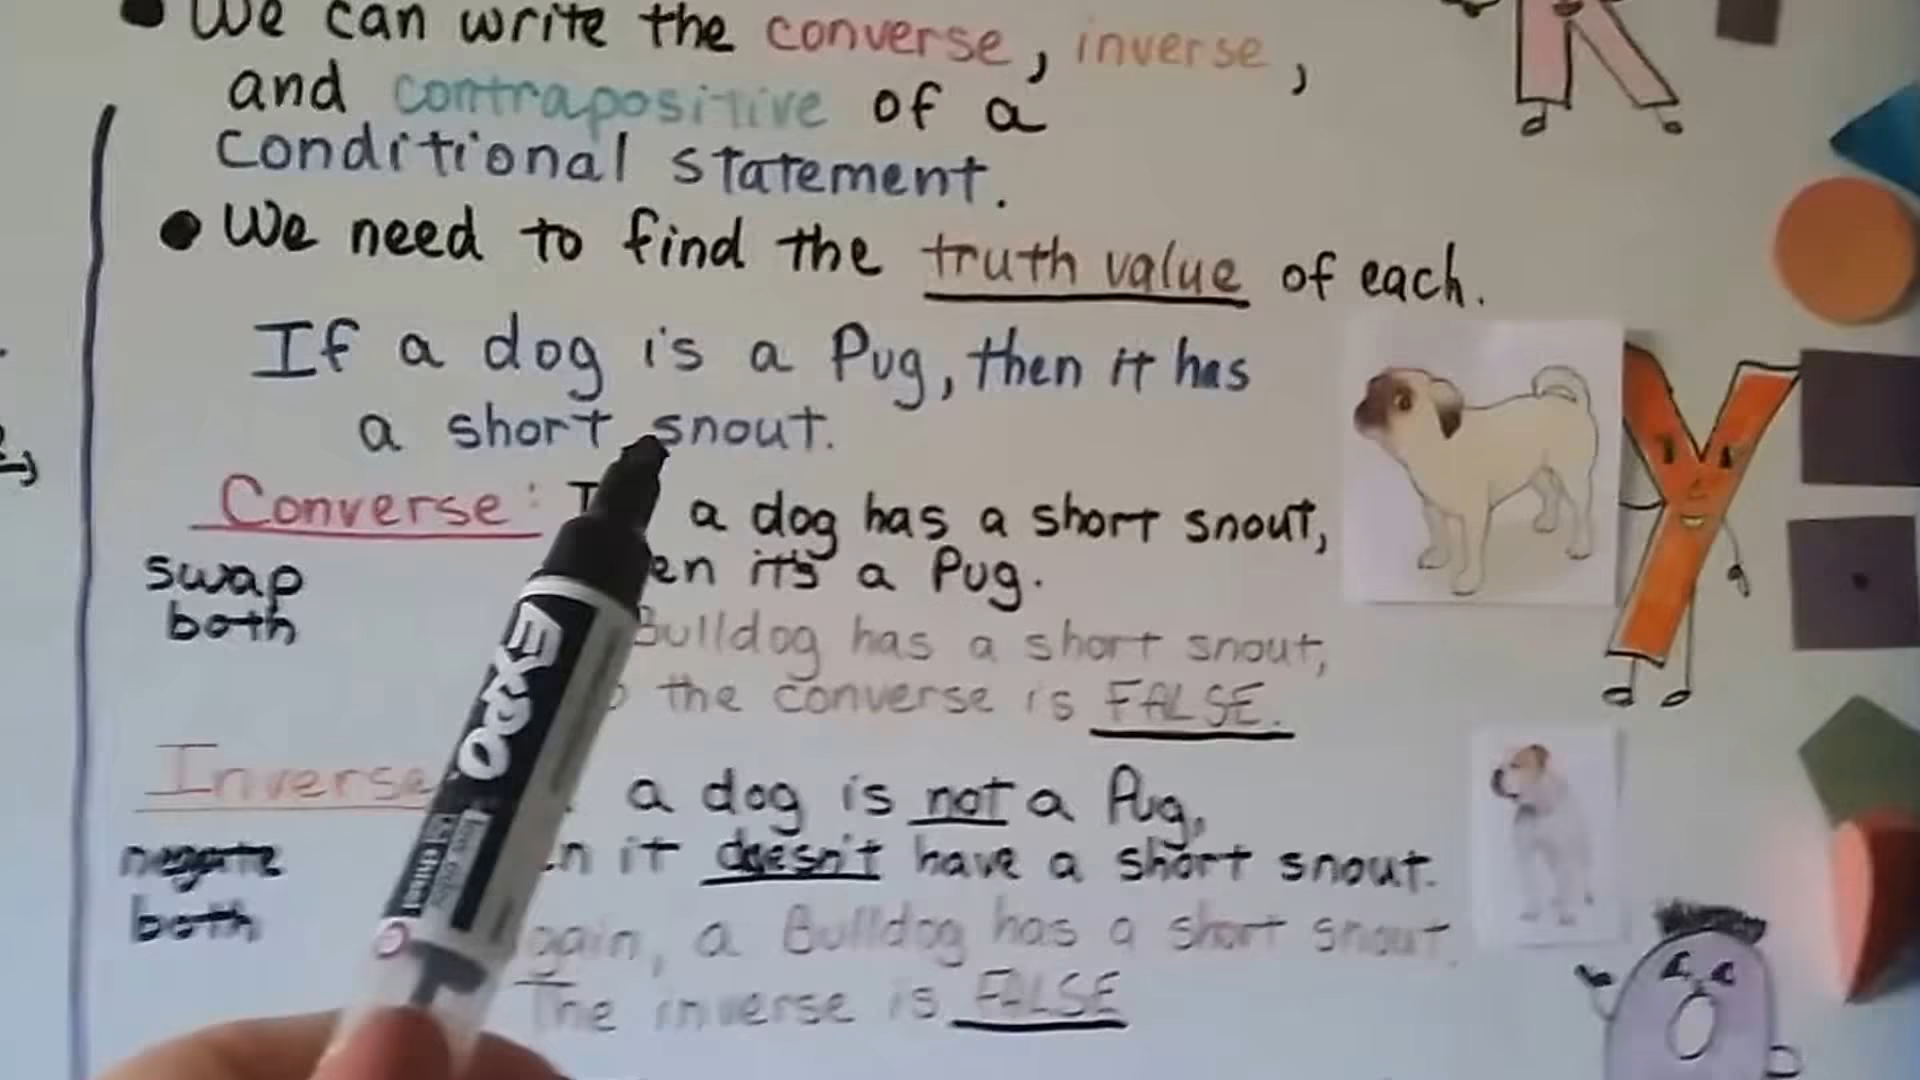 We can write the converse, inverse,
and contrapositive of a
conditional statement.
We need to find the truth value of each.
If a dog is a Pug, then it has
a short snout.
Converse: a dog has a short snout,
swap
both
en it's a Pug.
Bulldog has a short snout,
the converse is FALSE.
Inverse a dog is not a Pug,
negate
both
n it doesn't have a short snout.
gain, a Bulldog has a short snout.
The inverse is FALSE
EXPO